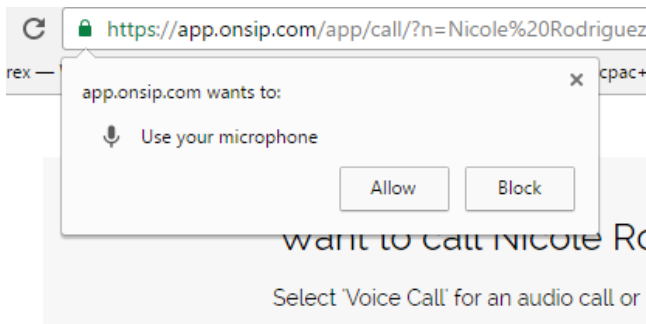 https://app.onsip.com/app/call/?n=Nicole%20Rodriguez
rex —
cpac+
app.onsip.com wants to:
Use your microphone
Allow Block
Want to call Nicole Ro
Select 'Voice Call' for an audio call or